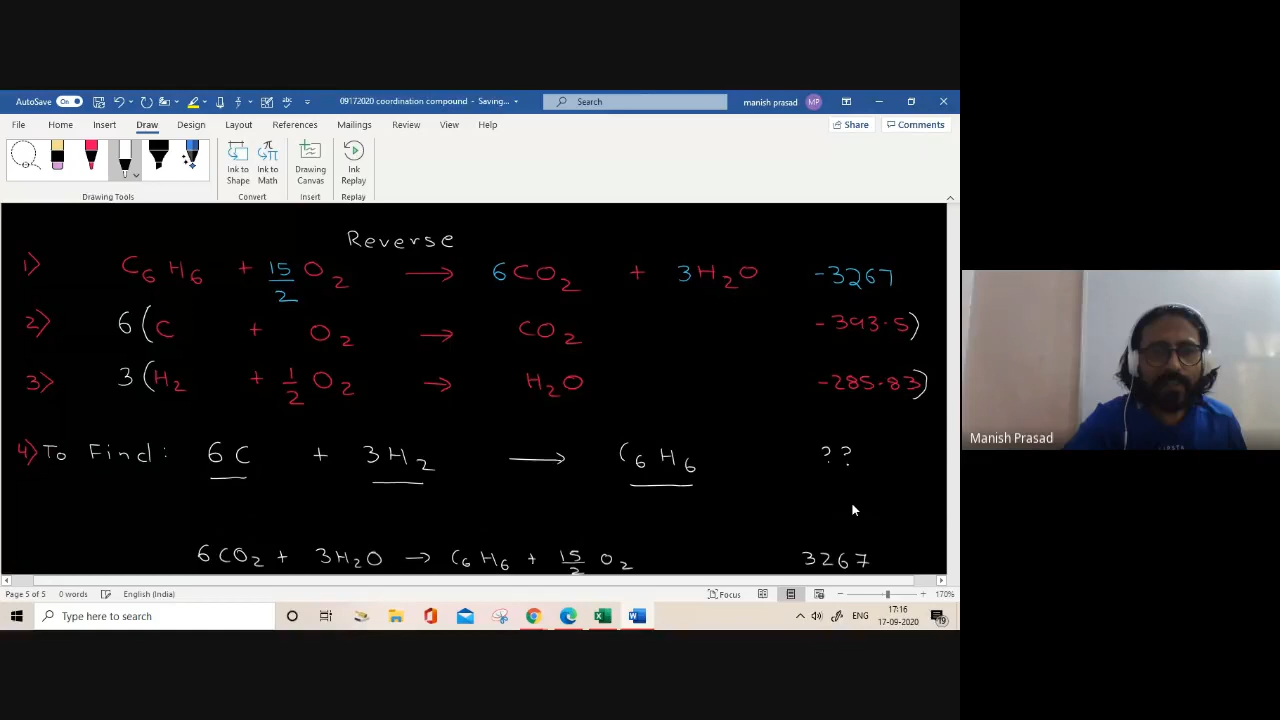 AutoSave On 09172020 coordination compound - Saving... Search manish prasad MP
File Home Insert Draw Design Layout References Mailings Review View Help Share Comments
Ink to Shape Ink to Math Drawing Canvas Ink Replay
Drawing Tools Convert Insert Replay
Reverse
1) C6H6 + 15/2 O2 → 6CO2 + 3H2O -3267
2) 6(C + O2 → CO2 -393.5)
3) 3(H2 + 1/2 O2 → H2O -285.83)
4) To Find: 6C + 3H2 → C6H6 ??
6CO2 + 3H2O → C6H6 + 15/2 O2 3267
Page 5 of 5 0 words English (India) Focus 170%
Type here to search ENG 17:16 17-09-2020 19
Manish Prasad